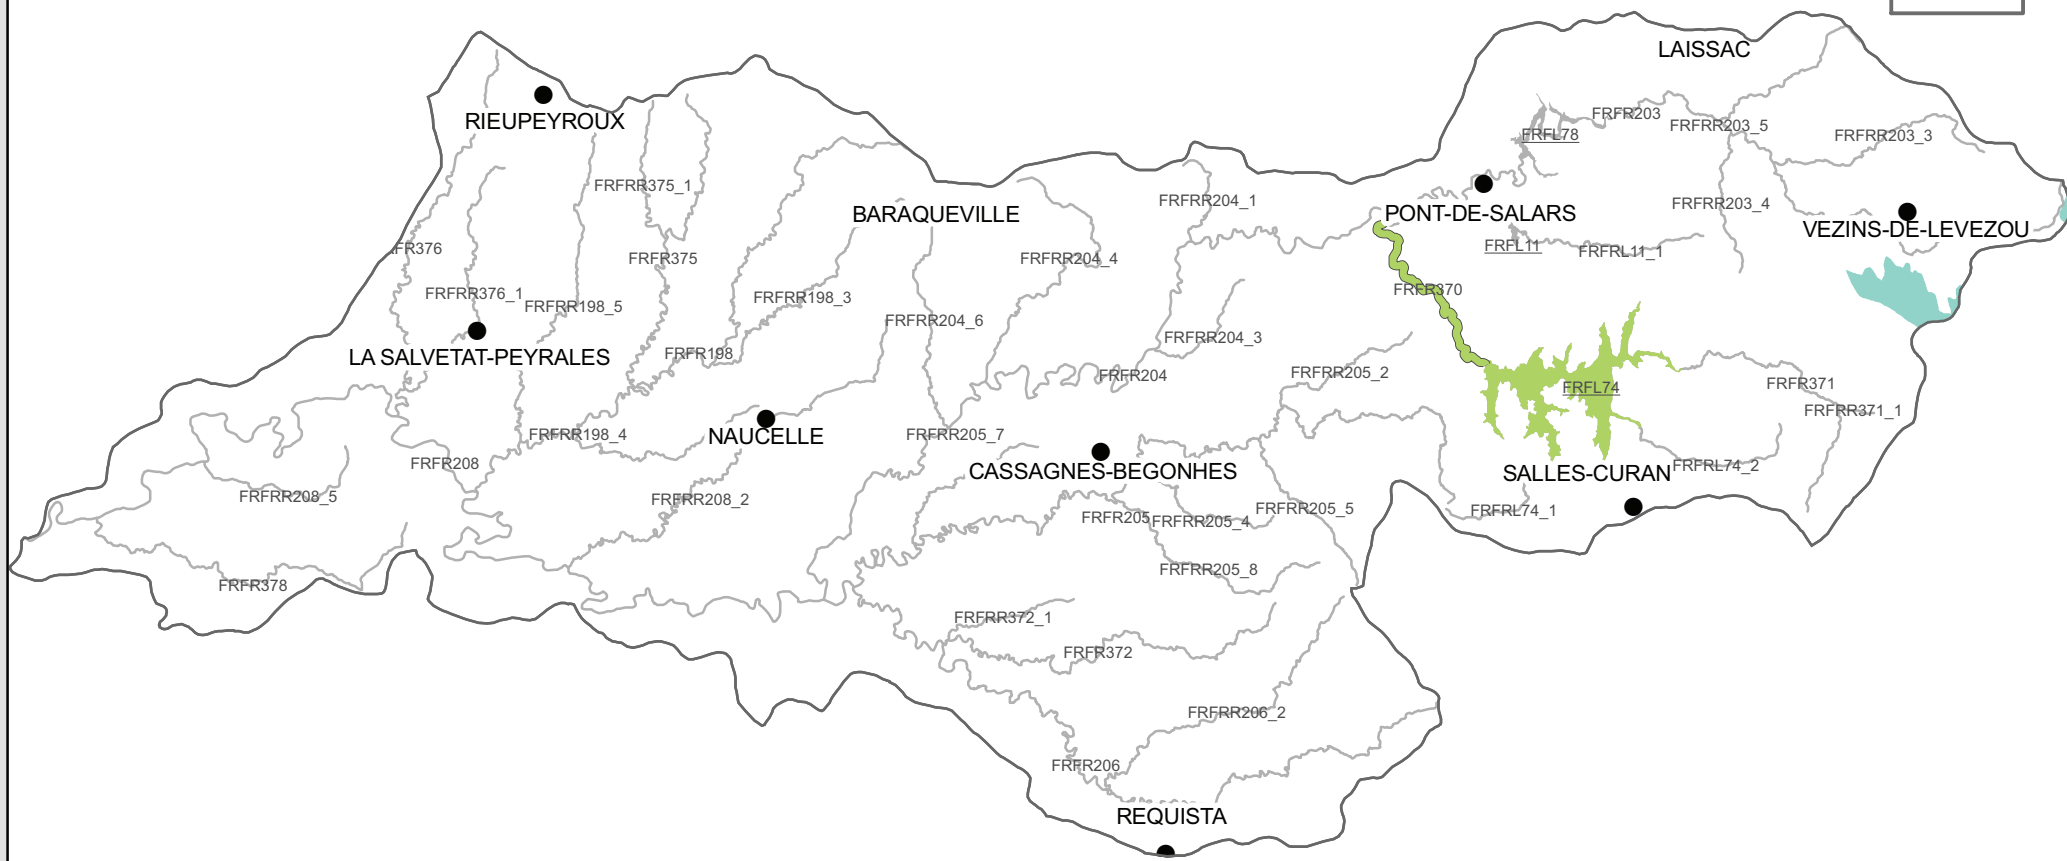 LAISSAC
RIEUPEYROUX
FRFL78
FRFR203
FRFRR203_5
FRFRR203_3
FRFRR375_1
FRFRR204_1
FRFRR203_4
BARAQUEVILLE
PONT-DE-SALARS
VEZINS-DE-LEVEZOU
FR376
FRFR375
FRFRR204_4
FRFL11
FRFRL11_1
FRFRR376_1
FRFRR198_5
FRFRR198_3
FRFR370
FRFRR204_6
FRFRR204_3
LA SALVETAT-PEYRALES
FRFR198
FRFR204
FRFRR205_2
FRFL74
FRFR371
FRFRR371_1
FRFRR198_4
NAUCELLE
FRFRR205_7
FRFR208
CASSAGNES-BEGONHES
SALLES-CURAN
FRFRL74_2
FRFRR208_5
FRFRR208_2
FRFR205
FRFRR205_4
FRFRR205_5
FRFRL74_1
FRFR378
FRFRR205_8
FRFRR372_1
FRFR372
FRFRR206_2
FRFR206
REQUISTA